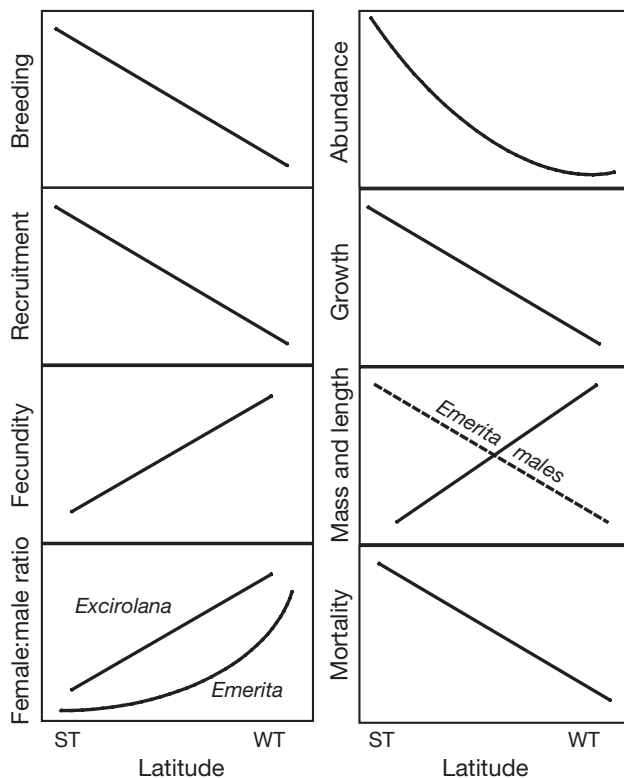 Breeding
Abundance
Recruitment
Growth
Fecundity
Mass and length
Emerita
males
Female:male ratio
Excirolana
Emerita
Mortality
ST
WT
ST
WT
Latitude
Latitude